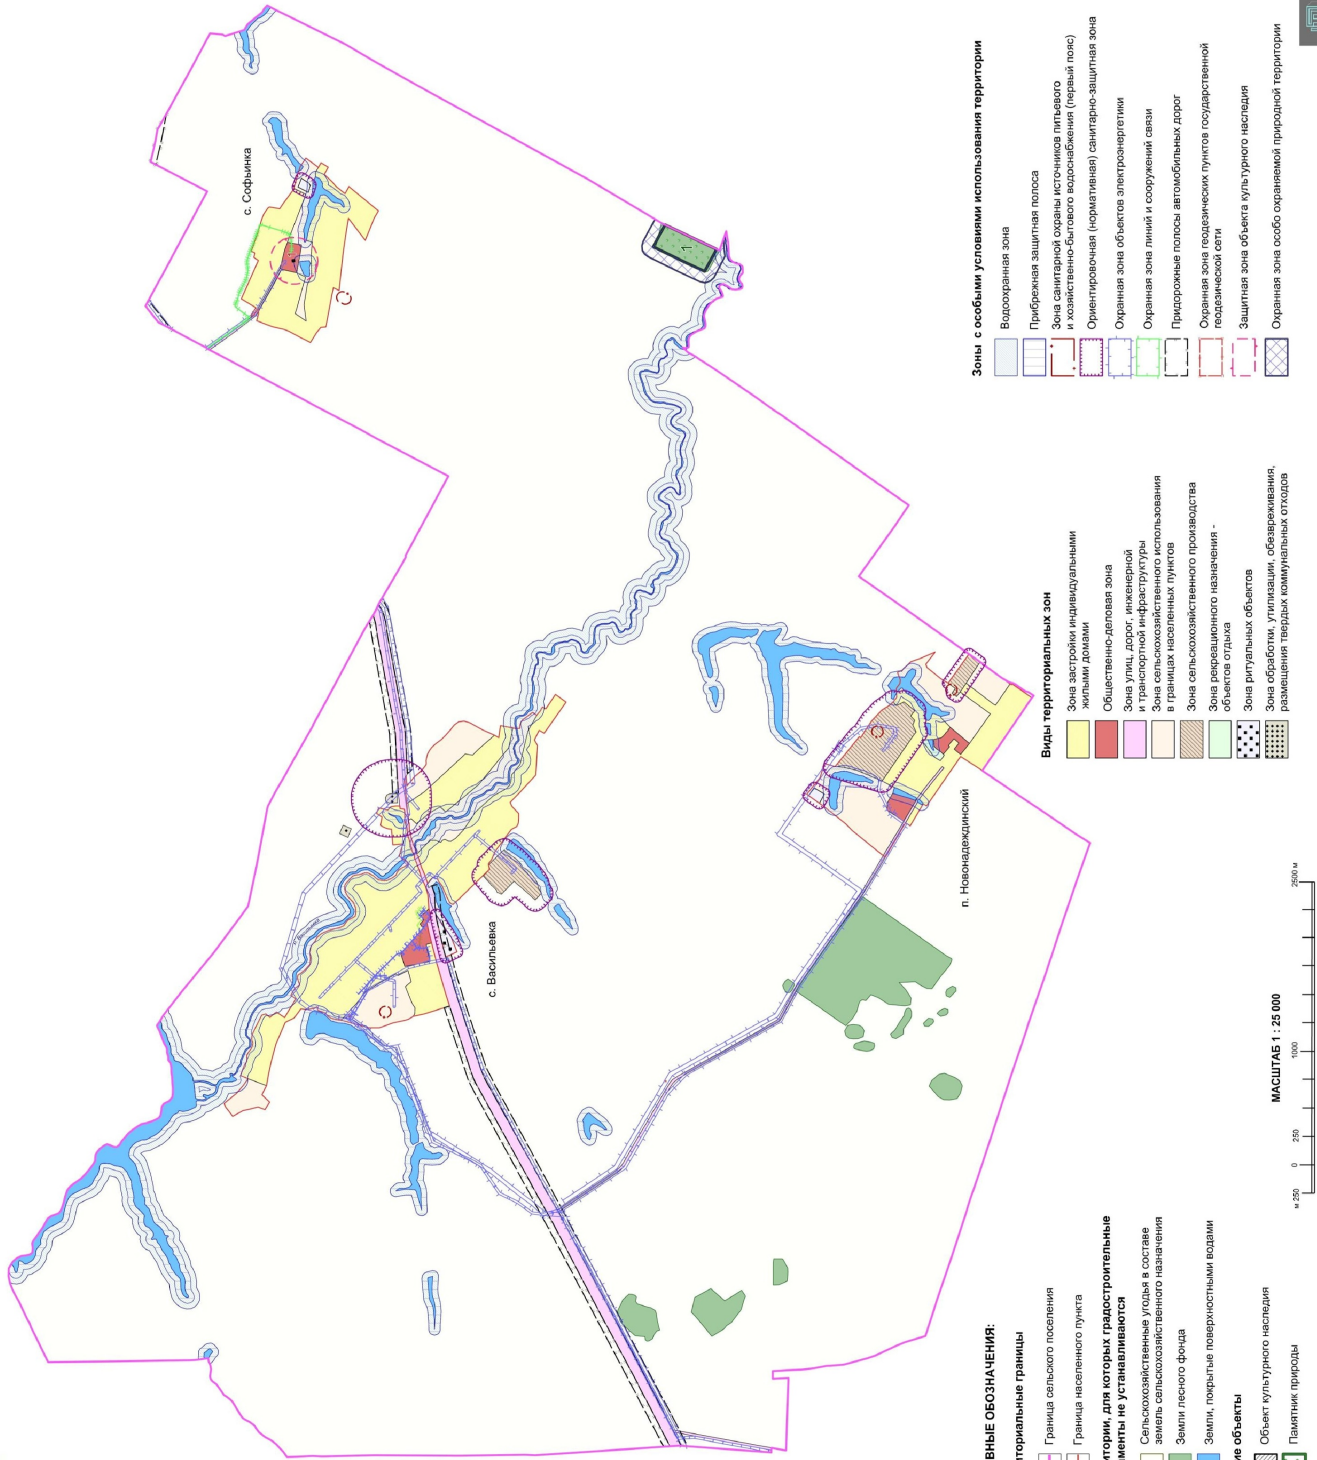 с. Софьинка
1
с. Васильевка
п. Новонадеждинский
ВНЫЕ ОБОЗНАЧЕНИЯ:
ториальные границы
Граница сельского поселения
Граница населенного пункта
итории, для которых градостроительные
менты не устанавливаются
Сельскохозяйственные угодья в составе
земель сельскохозяйственного назначения
Земли лесного фонда
Земли, покрытые поверхностными водами
ие объекты
Объект культурного наследия
Памятник природы
МАСШТАБ 1 : 25 000
м 250
0
250
1000
2500 м
Виды территориальных зон
Зона застройки индивидуальными
жилыми домами
Общественно-деловая зона
Зона улиц, дорог, инженерной
и транспортной инфраструктуры
Зона сельскохозяйственного использования
в границах населенных пунктов
Зона сельскохозяйственного производства
Зона рекреационного назначения -
объектов отдыха
Зона ритуальных объектов
Зона обработки, утилизации, обезвреживания,
размещения твердых коммунальных отходов
Зоны с особыми условиями использования территории
Водоохранная зона
Прибрежная защитная полоса
Зона санитарной охраны источников питьевого
и хозяйственно-бытового водоснабжения (первый пояс)
Ориентировочная (нормативная) санитарно-защитная зона
Охранная зона объектов электроэнергетики
Охранная зона линий и сооружений связи
Придорожные полосы автомобильных дорог
Охранная зона геодезических пунктов государственной
геодезической сети
Защитная зона объекта культурного наследия
Охранная зона особо охраняемой природной территории